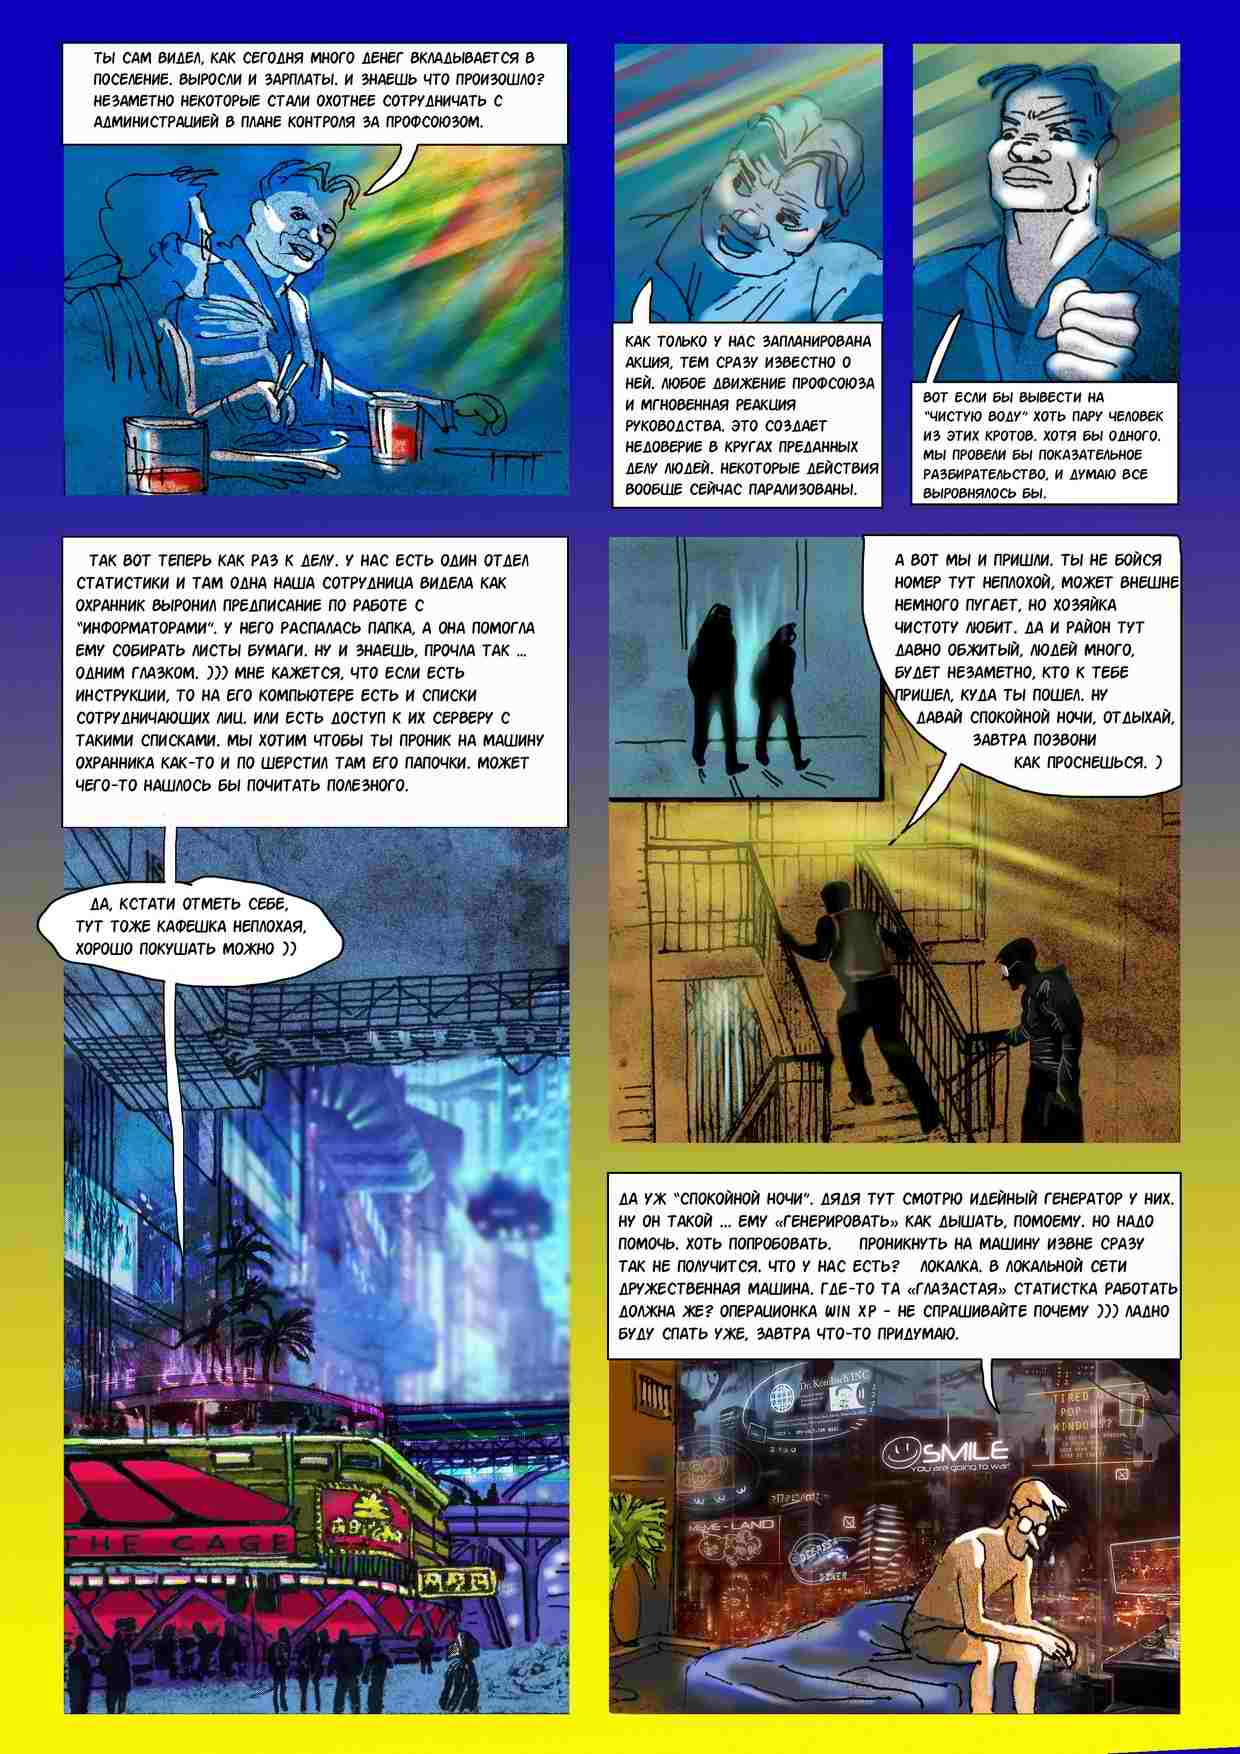 ТЫ САМ ВИДЕЛ, КАК СЕГОДНЯ МНОГО ДЕНЕГ ВКЛАДЫВАЕТСЯ В
ПОСЕЛЕНИЕ. ВЫРОСЛИ И ЗАРПЛАТЫ. И ЗНАЕШЬ ЧТО ПРОИЗОШЛО?
НЕЗАМЕТНО НЕКОТОРЫЕ СТАЛИ ОХОТНЕЕ СОТРУДНИЧАТЬ С
АДМИНИСТРАЦИЕЙ В ПЛАНЕ КОНТРОЛЯ ЗА ПРОФСОЮЗОМ.
КАК ТОЛЬКО У НАС ЗАПЛАНИРОВАНА
АКЦИЯ, ТЕМ СРАЗУ ИЗВЕСТНО О
НЕЙ. ЛЮБОЕ ДВИЖЕНИЕ ПРОФСОЮЗА
И МГНОВЕННАЯ РЕАКЦИЯ
РУКОВОДСТВА. ЭТО СОЗДАЕТ
НЕДОВЕРИЕ В КРУГАХ ПРЕДАННЫХ
ДЕЛУ ЛЮДЕЙ. НЕКОТОРЫЕ ДЕЙСТВИЯ
ВООБЩЕ СЕЙЧАС ПАРАЛИЗОВАНЫ.
ВОТ ЕСЛИ БЫ ВЫВЕСТИ НА
"ЧИСТУЮ ВОДУ" ХОТЬ ПАРУ ЧЕЛОВЕК
ИЗ ЭТИХ КРОТОВ. ХОТЯ БЫ ОДНОГО.
МЫ ПРОВЕЛИ БЫ ПОКАЗАТЕЛЬНОЕ
РАЗБИРАТЕЛЬСТВО, И ДУМАЮ ВСЕ
ВЫРОВНЯЛОСЬ БЫ.
ТАК ВОТ ТЕПЕРЬ КАК РАЗ К ДЕЛУ. У НАС ЕСТЬ ОДИН ОТДЕЛ
СТАТИСТИКИ И ТАМ ОДНА НАША СОТРУДНИЦА ВИДЕЛА КАК
ОХРАННИК ВЫРОНИЛ ПРЕДПИСАНИЕ ПО РАБОТЕ С
"ИНФОРМАТОРАМИ". У НЕГО РАСПАЛАСЬ ПАПКА, А ОНА ПОМОГЛА
ЕМУ СОБИРАТЬ ЛИСТЫ БУМАГИ. НУ И ЗНАЕШЬ, ПРОЧЛА ТАК ...
ОДНИМ ГЛАЗКОМ. ))) МНЕ КАЖЕТСЯ, ЧТО ЕСЛИ ЕСТЬ
ИНСТРУКЦИИ, ТО НА ЕГО КОМПЬЮТЕРЕ ЕСТЬ И СПИСКИ
СОТРУДНИЧАЮЩИХ ЛИЦ. ИЛИ ЕСТЬ ДОСТУП К ИХ СЕРВЕРУ С
ТАКИМИ СПИСКАМИ. МЫ ХОТИМ ЧТОБЫ ТЫ ПРОНИК НА МАШИНУ
ОХРАННИКА КАК-ТО И ПО ШЕРСТИЛ ТАМ ЕГО ПАПОЧКИ. МОЖЕТ
ЧЕГО-ТО НАШЛОСЬ БЫ ПОЧИТАТЬ ПОЛЕЗНОГО.
ДА, КСТАТИ ОТМЕТЬ СЕБЕ,
ТУТ ТОЖЕ КАФЕШКА НЕПЛОХАЯ,
ХОРОШО ПОКУШАТЬ МОЖНО ))
THE CAGE
THE CAGE
А ВОТ МЫ И ПРИШЛИ. ТЫ НЕ БОЙСЯ
НОМЕР ТУТ НЕПЛОХОЙ, МОЖЕТ ВНЕШНЕ
НЕМНОГО ПУГАЕТ, НО ХОЗЯЙКА
ЧИСТОТУ ЛЮБИТ. ДА И РАЙОН ТУТ
ДАВНО ОБЖИТЫЙ, ЛЮДЕЙ МНОГО,
БУДЕТ НЕЗАМЕТНО, КТО К ТЕБЕ
ПРИШЕЛ, КУДА ТЫ ПОШЕЛ. НУ
ДАВАЙ СПОКОЙНОЙ НОЧИ, ОТДЫХАЙ,
ЗАВТРА ПОЗВОНИ
КАК ПРОСНЕШЬСЯ. )
ДА УЖ "СПОКОЙНОЙ НОЧИ". ДЯДЯ ТУТ СМОТРЮ ИДЕЙНЫЙ ГЕНЕРАТОР У НИХ.
НУ ОН ТАКОЙ ... ЕМУ «ГЕНЕРИРОВАТЬ» КАК ДЫШАТЬ, ПОМОЕМУ. НО НАДО
ПОМОЧЬ. ХОТЬ ПОПРОБОВАТЬ. ПРОНИКНУТЬ НА МАШИНУ ИЗВНЕ СРАЗУ
ТАК НЕ ПОЛУЧИТСЯ. ЧТО У НАС ЕСТЬ? ЛОКАЛКА. В ЛОКАЛЬНОЙ СЕТИ
ДРУЖЕСТВЕННАЯ МАШИНА. ГДЕ-ТО ТА «ГЛАЗАСТАЯ» СТАТИСТКА РАБОТАТЬ
ДОЛЖНА ЖЕ? ОПЕРАЦИОНКА WIN XP - НЕ СПРАШИВАЙТЕ ПОЧЕМУ ))) ЛАДНО
БУДУ СПАТЬ УЖЕ, ЗАВТРА ЧТО-ТО ПРИДУМАЮ.
TIRED
POP-
WINDOWS?
SMILE
you are going to war!
MEME-LAND
DINER